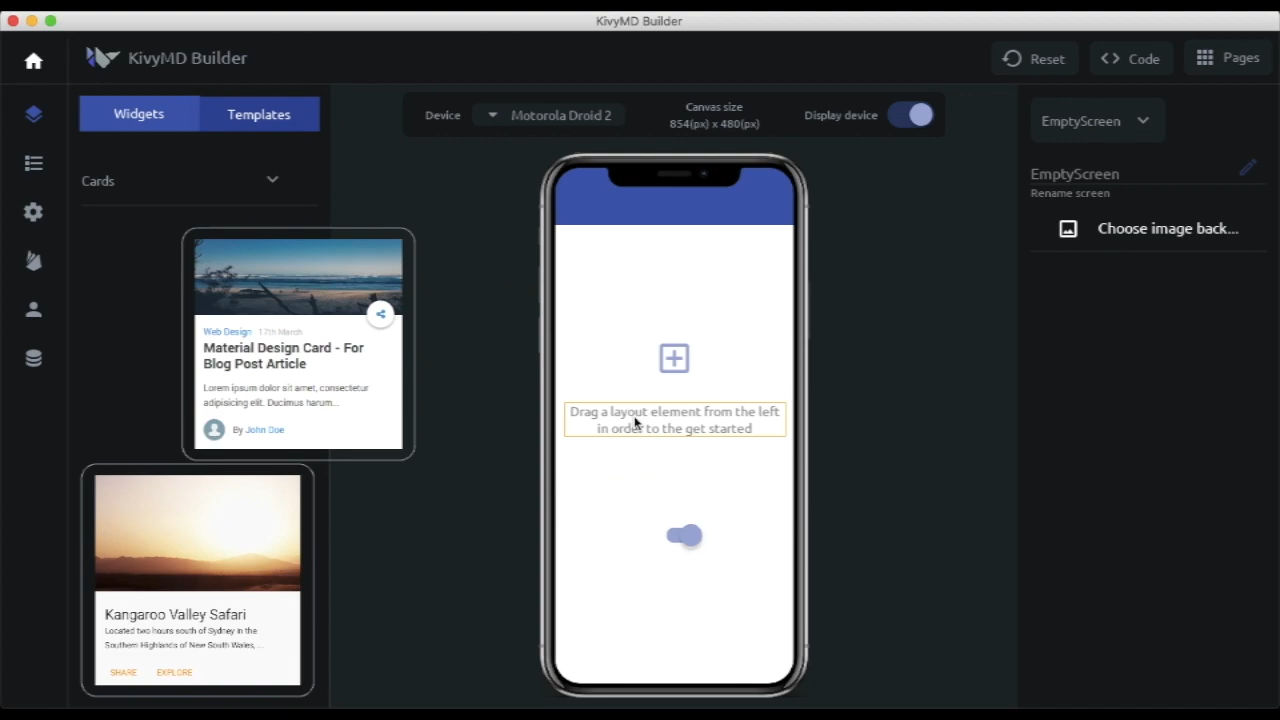 KivyMD Builder
KivyMD Builder
Reset
Code
Pages
Widgets
Templates
Device
Motorola Droid 2
Canvas size
854(px) x 480(px)
Display device
EmptyScreen
Cards
EmptyScreen
Rename screen
Choose image back...
Web Design 17th March
Material Design Card - For
Blog Post Article
Lorem ipsum dolor sit amet, consectetur
adipisicing elit. Ducimus harum...
By John Doe
Drag a layout element from the left
in order to the get started
Kangaroo Valley Safari
Located two hours south of Sydney in the
Southern Highlands of New South Wales, ...
SHARE EXPLORE